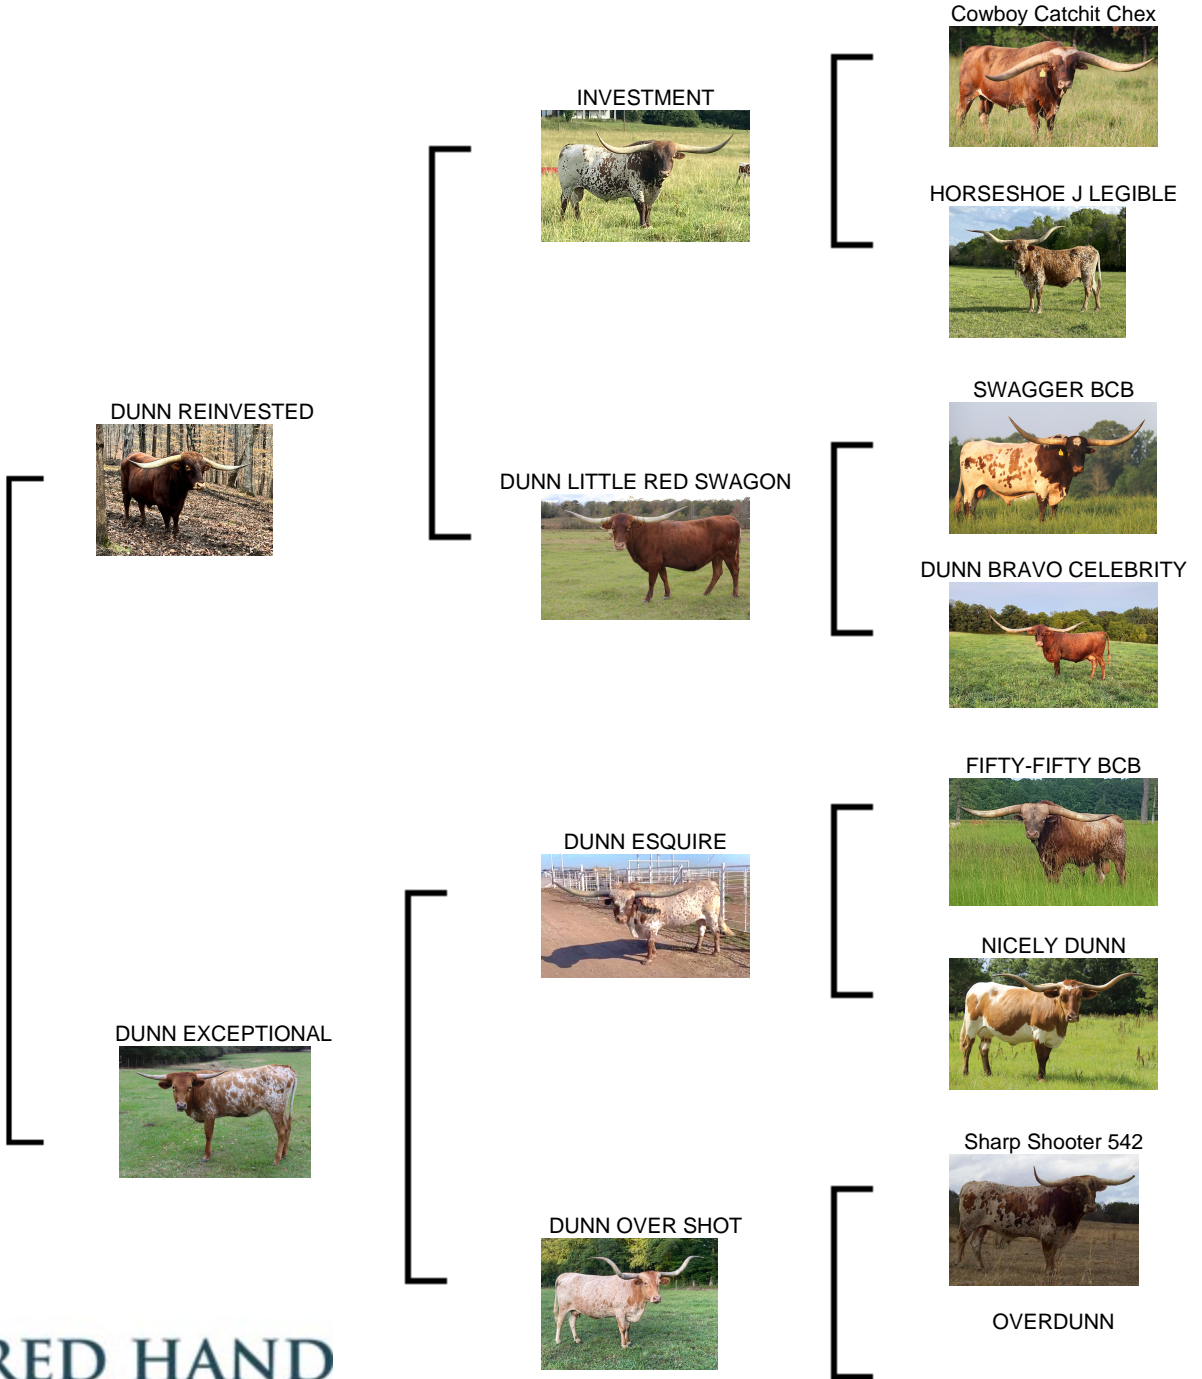 Cowboy Catchit Chex
INVESTMENT
HORSESHOE J LEGIBLE
DUNN REINVESTED
SWAGGER BCB
DUNN LITTLE RED SWAGON
DUNN BRAVO CELEBRITY
FIFTY-FIFTY BCB
DUNN ESQUIRE
NICELY DUNN
DUNN EXCEPTIONAL
Sharp Shooter 542
DUNN OVER SHOT
OVERDUNN
RED HAND